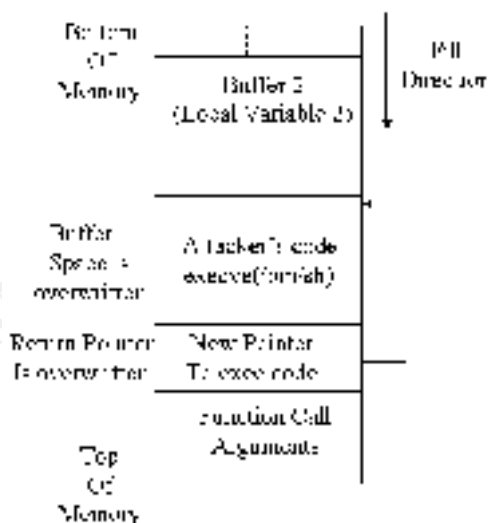 Bottom
Of
Memory
Fill
Direction
Buffer 2
(Local Variable 2)
Buffer
Space is
overwritten
Attacker's code
execve(/bin/sh)
Return Pointer
Is overwritten
New Pointer
To exec code
Function Call
Arguments
Top
Of
Memory